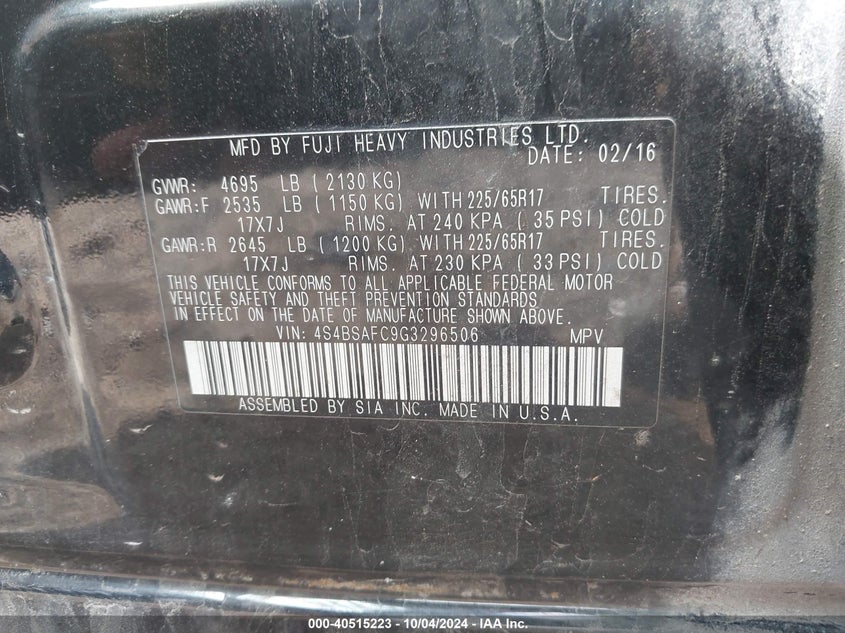 MFD BY FUJI HEAVY INDUSTRIES LTD.
DATE: 02/16
GVWR: 4695 LB ( 2130 KG)
GAWR:F 2535 LB ( 1150 KG) WITH 225/65R17 TIRES.
17X7J RIMS. AT 240 KPA ( 35 PSI) COLD
GAWR:R 2645 LB ( 1200 KG) WITH 225/65R17 TIRES.
17X7J RIMS. AT 230 KPA ( 33 PSI) COLD
THIS VEHICLE CONFORMS TO ALL APPLICABLE FEDERAL MOTOR
VEHICLE SAFETY AND THEFT PREVENTION STANDARDS
IN EFFECT ON THE DATE OF MANUFACTURE SHOWN ABOVE.
VIN: 4S4BSAFC9G3296506 MPV
ASSEMBLED BY SIA INC. MADE IN U.S.A.
000-40515223 - 10/04/2024 - IAA Inc.